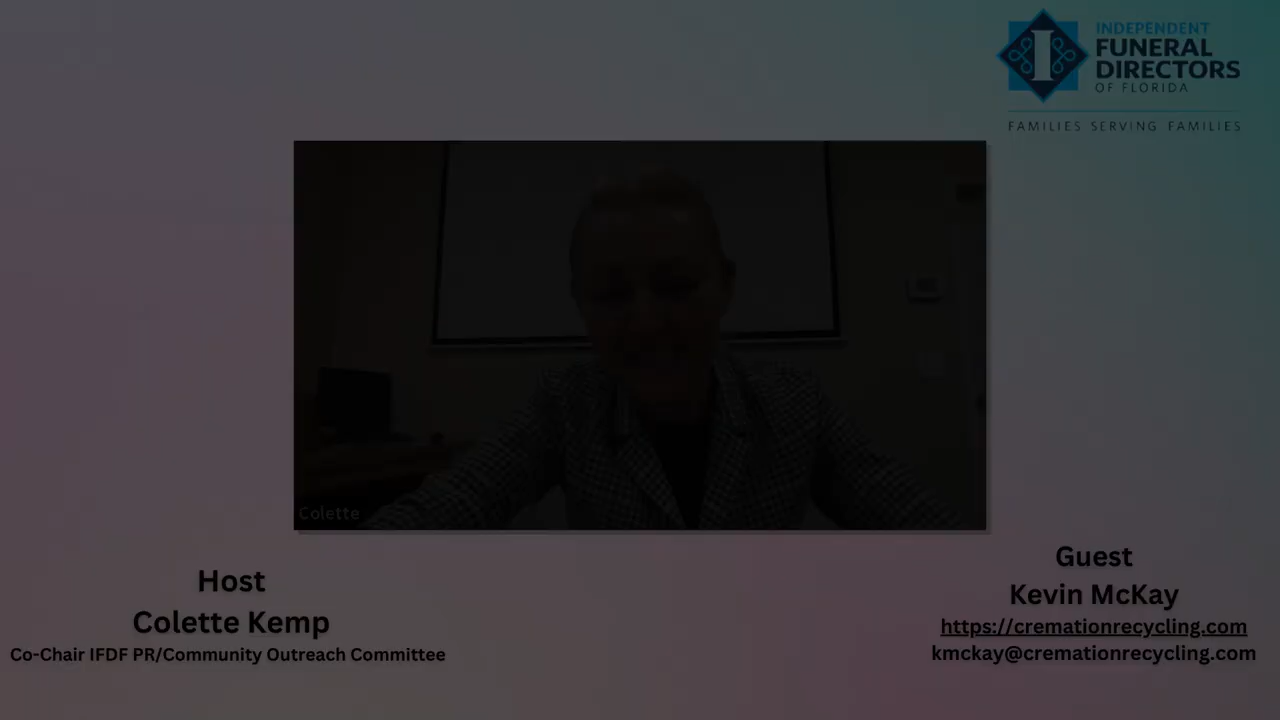 INDEPENDENT
FUNERAL
DIRECTORS
OF FLORIDA
FAMILIES SERVING FAMILIES
Colette
Host
Colette Kemp
Co-Chair IFDF PR/Community Outreach Committee
Guest
Kevin McKay
https://cremationrecycling.com
kmckay@cremationrecycling.com